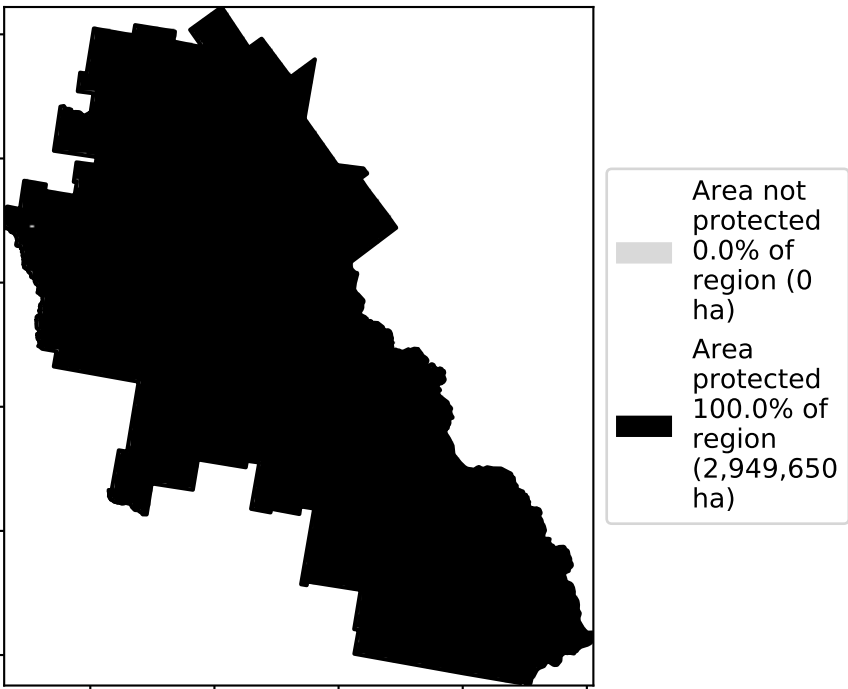 Area not
protected
0.0% of
region (0
ha)
Area
protected
100.0% of
region
(2,949,650
ha)